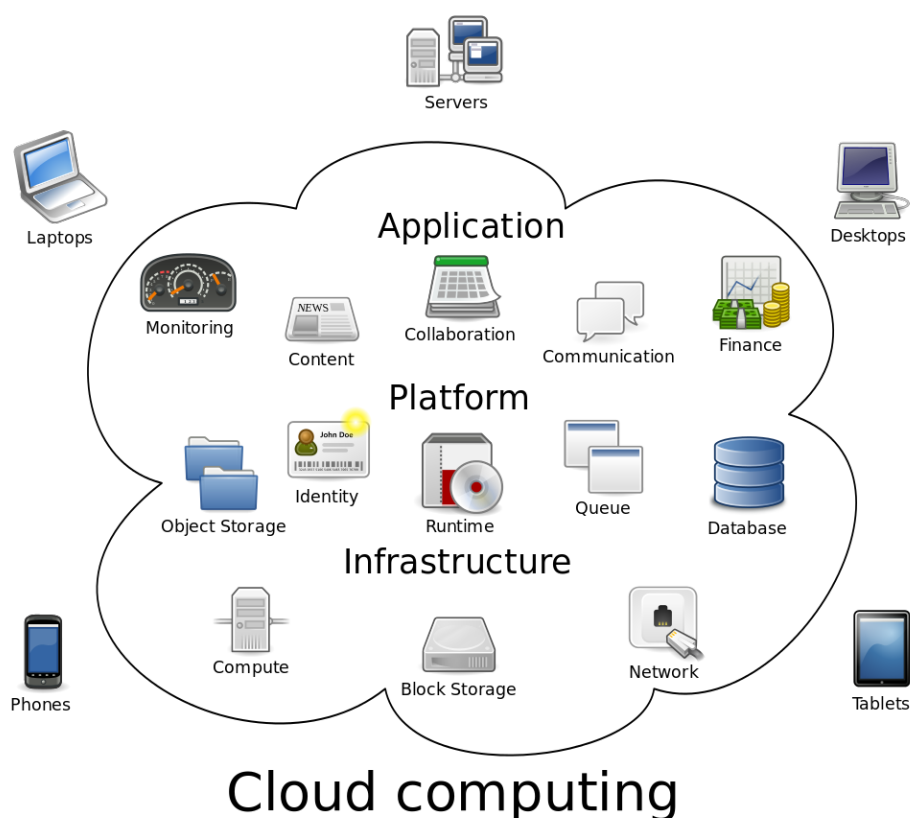 Servers
Laptops
Desktops
Application
Monitoring
NEWS
Content
Collaboration
Communication
Finance
Platform
John Doe
Object Storage
Identity
Runtime
Queue
Database
Infrastructure
Compute
Block Storage
Network
Phones
Tablets
Cloud computing